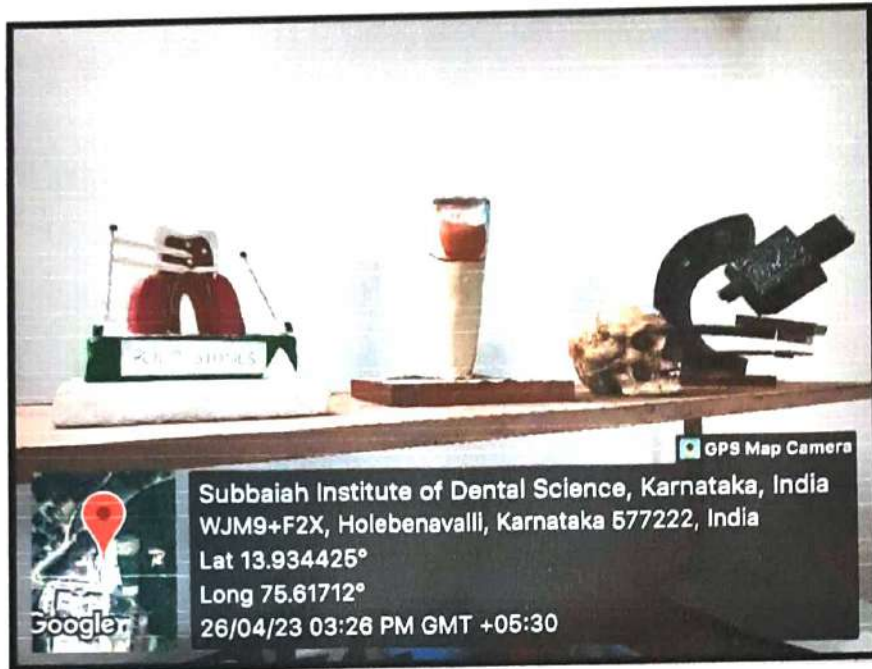 GPS Map Camera
Subbaiah Institute of Dental Science, Karnataka, India
WJM9+F2X, Holebenavalli, Karnataka 577222, India
Lat 13.934425°
Long 75.61712°
26/04/23 03:26 PM GMT +05:30
Google